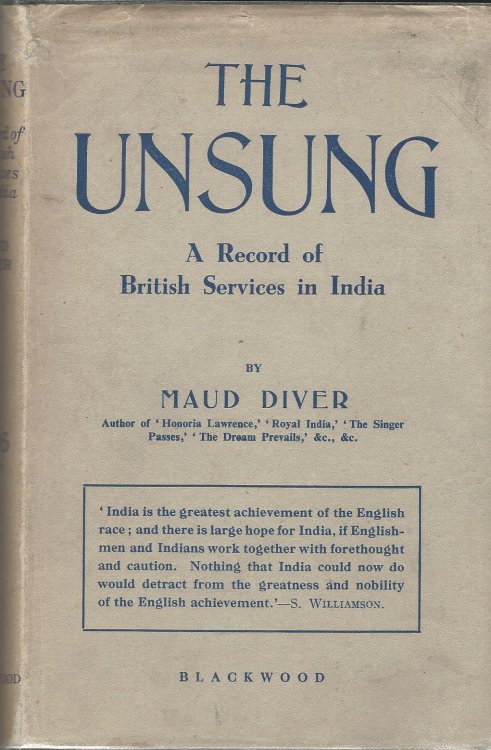 THE
UNSUNG
A Record of
British Services in India
BY
MAUD DIVER
Author of ‘Honoria Lawrence,’ ‘Royal India,’ ‘The Singer
Passes,’ ‘The Dream Prevails,’ &c., &c.
‘India is the greatest achievement of the English
race; and there is large hope for India, if English-
men and Indians work together with forethought
and caution. Nothing that India could now do
would detract from the greatness and nobility
of the English achievement.’—S. WILLIAMSON.
BLACKWOOD